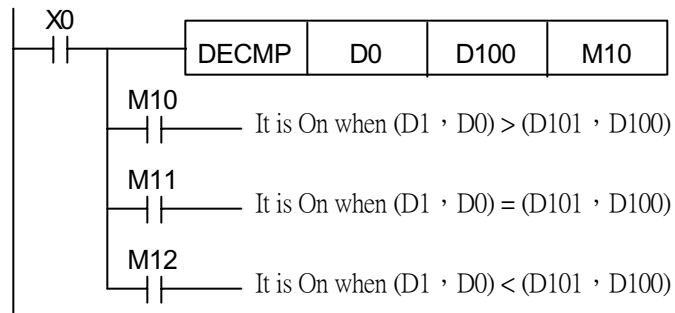 X0
DECMP D0 D100 M10
M10
It is On when (D1，D0) > (D101，D100)
M11
It is On when (D1，D0) = (D101，D100)
M12
It is On when (D1，D0) < (D101，D100)